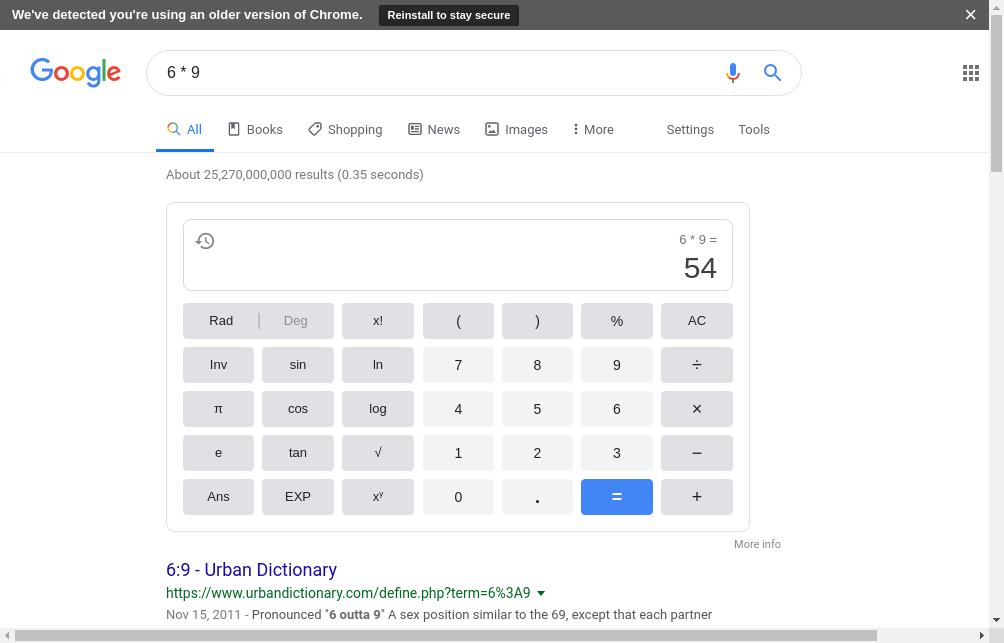 We've detected you're using an older version of Chrome. Reinstall to stay secure
Google 6 * 9
All Books Shopping News Images More Settings Tools
About 25,270,000,000 results (0.35 seconds)
6 * 9 =
54
Rad Deg x! ( ) % AC
Inv sin ln 7 8 9 ÷
π cos log 4 5 6 ×
e tan √ 1 2 3 −
Ans EXP xʸ 0 . = +
More info
6:9 - Urban Dictionary
https://www.urbandictionary.com/define.php?term=6%3A9
Nov 15, 2011 - Pronounced "6 outta 9" A sex position similar to the 69, except that each partner